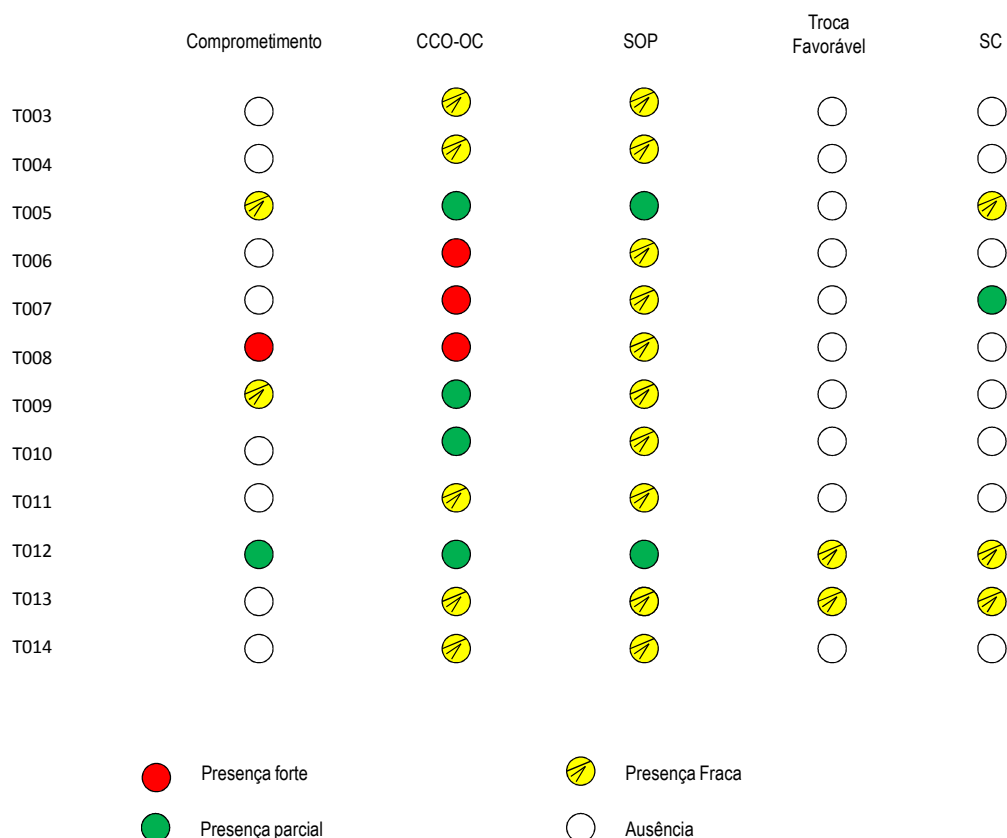 Comprometimento CCO-OC SOP Troca
Favorável SC
T003
T004
T005
T006
T007
T008
T009
T010
T011
T012
T013
T014
Presença forte Presença Fraca
Presença parcial Ausência